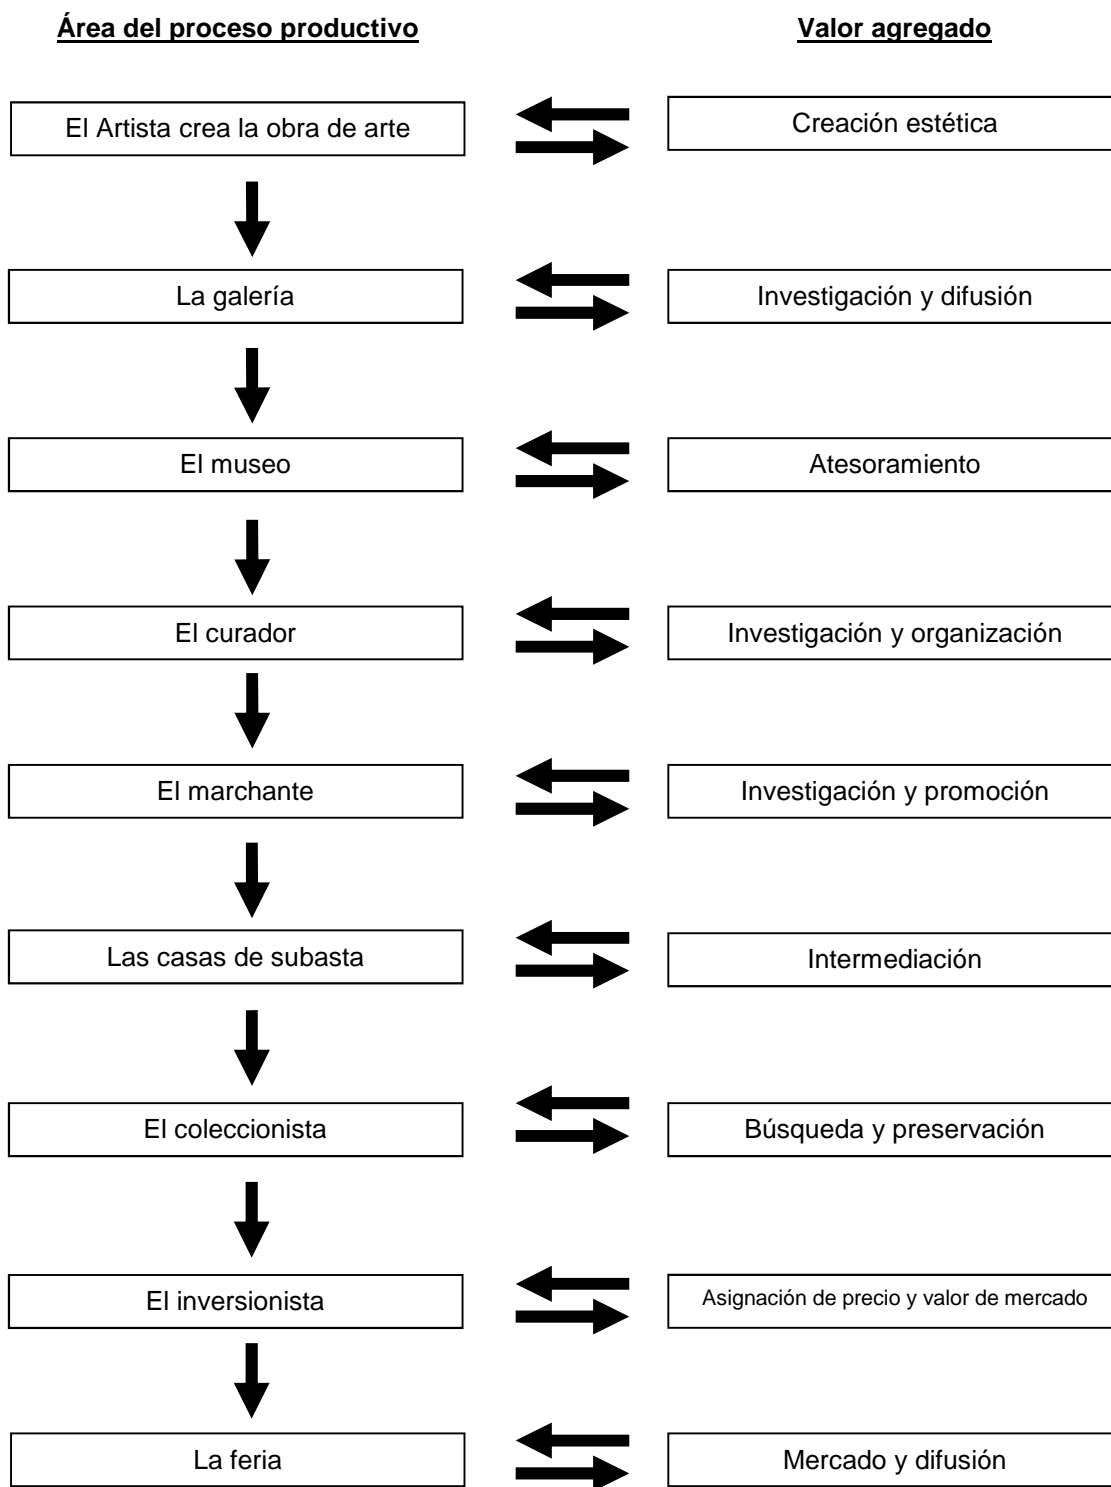 Área del proceso productivo
Valor agregado
El Artista crea la obra de arte
Creación estética
La galería
Investigación y difusión
El museo
Atesoramiento
El curador
Investigación y organización
El marchante
Investigación y promoción
Las casas de subasta
Intermediación
El coleccionista
Búsqueda y preservación
El inversionista
Asignación de precio y valor de mercado
La feria
Mercado y difusión